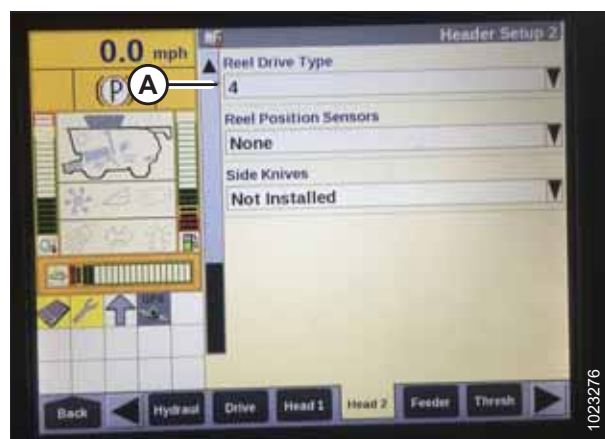 Header Setup 2
0.0 mph
(P)
A
Reel Drive Type
4
Reel Position Sensors
None
Side Knives
Not Installed
GPS
Back
Hydraul
Drive
Head 1
Head 2
Feeder
Thresh
1023276